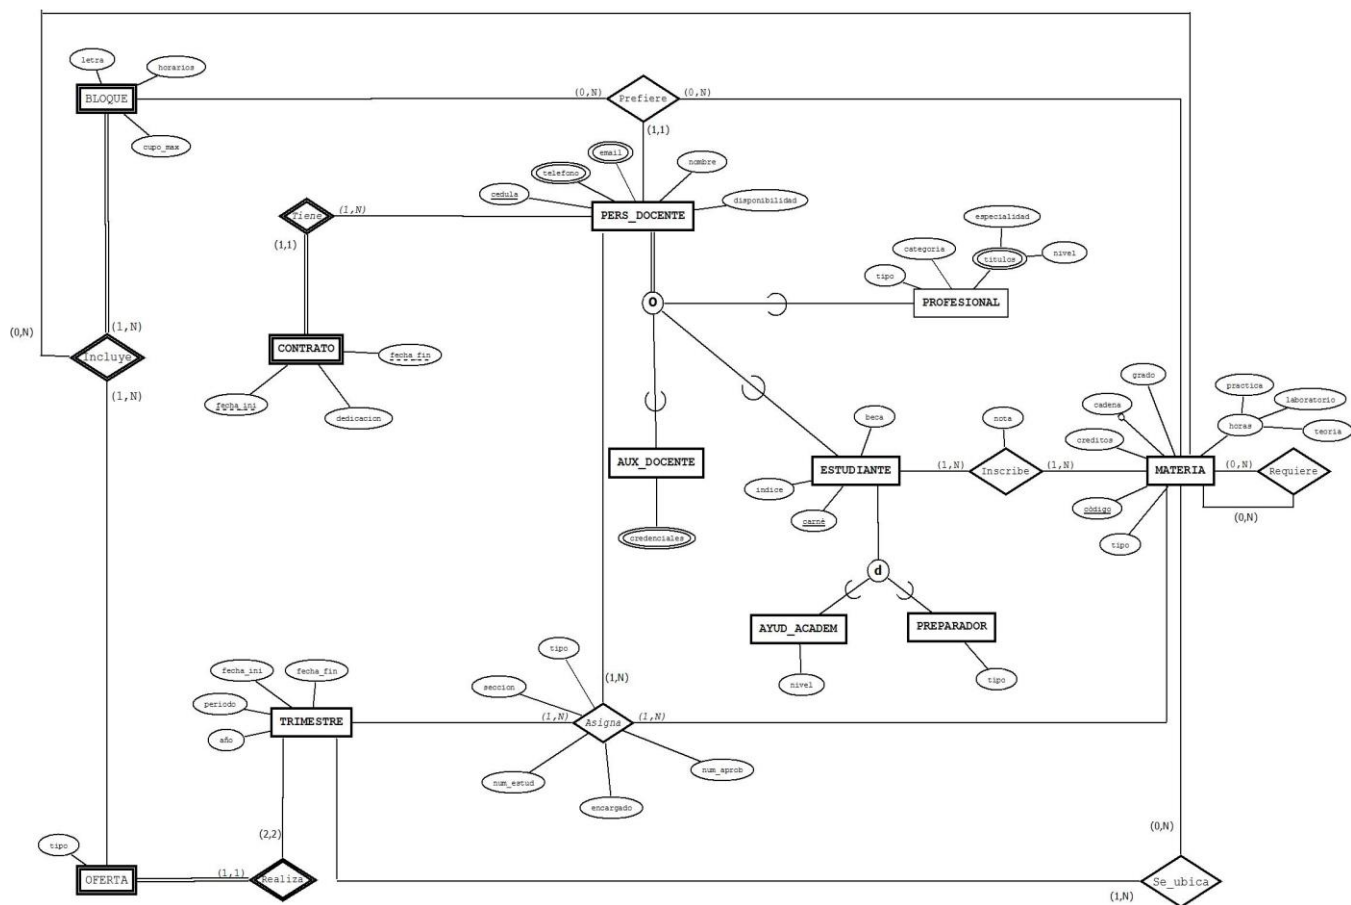 letra
horarios
BLOQUE
cupo_max
(0,N)
Prefiere
(0,N)
(1,1)
email
telefono
nombre
cedula
disponibilidad
PERS_DOCENTE
Tiene
(1,N)
(1,1)
especialidad
categoria
titulos
nivel
tipo
PROFESIONAL
O
(0,N)
(1,N)
Incluye
(1,N)
CONTRATO
fecha_fin
fecha_ini
dedicacion
grado
practica
laboratorio
cadena
horas
teoria
beca
nota
creditos
AUX_DOCENTE
ESTUDIANTE
(1,N)
Inscribe
(1,N)
MATERIA
(0,N)
Requiere
(0,N)
indice
carné
código
tipo
credenciales
d
AYUD_ACADEM
PREPARADOR
nivel
tipo
fecha_ini
fecha_fin
periodo
TRIMESTRE
año
tipo
seccion
(1,N)
(1,N)
Asigna
(1,N)
num_estud
encargado
num_aprob
(2,2)
tipo
OFERTA
(1,1)
Realiza
(0,N)
(1,N)
Se_ubica